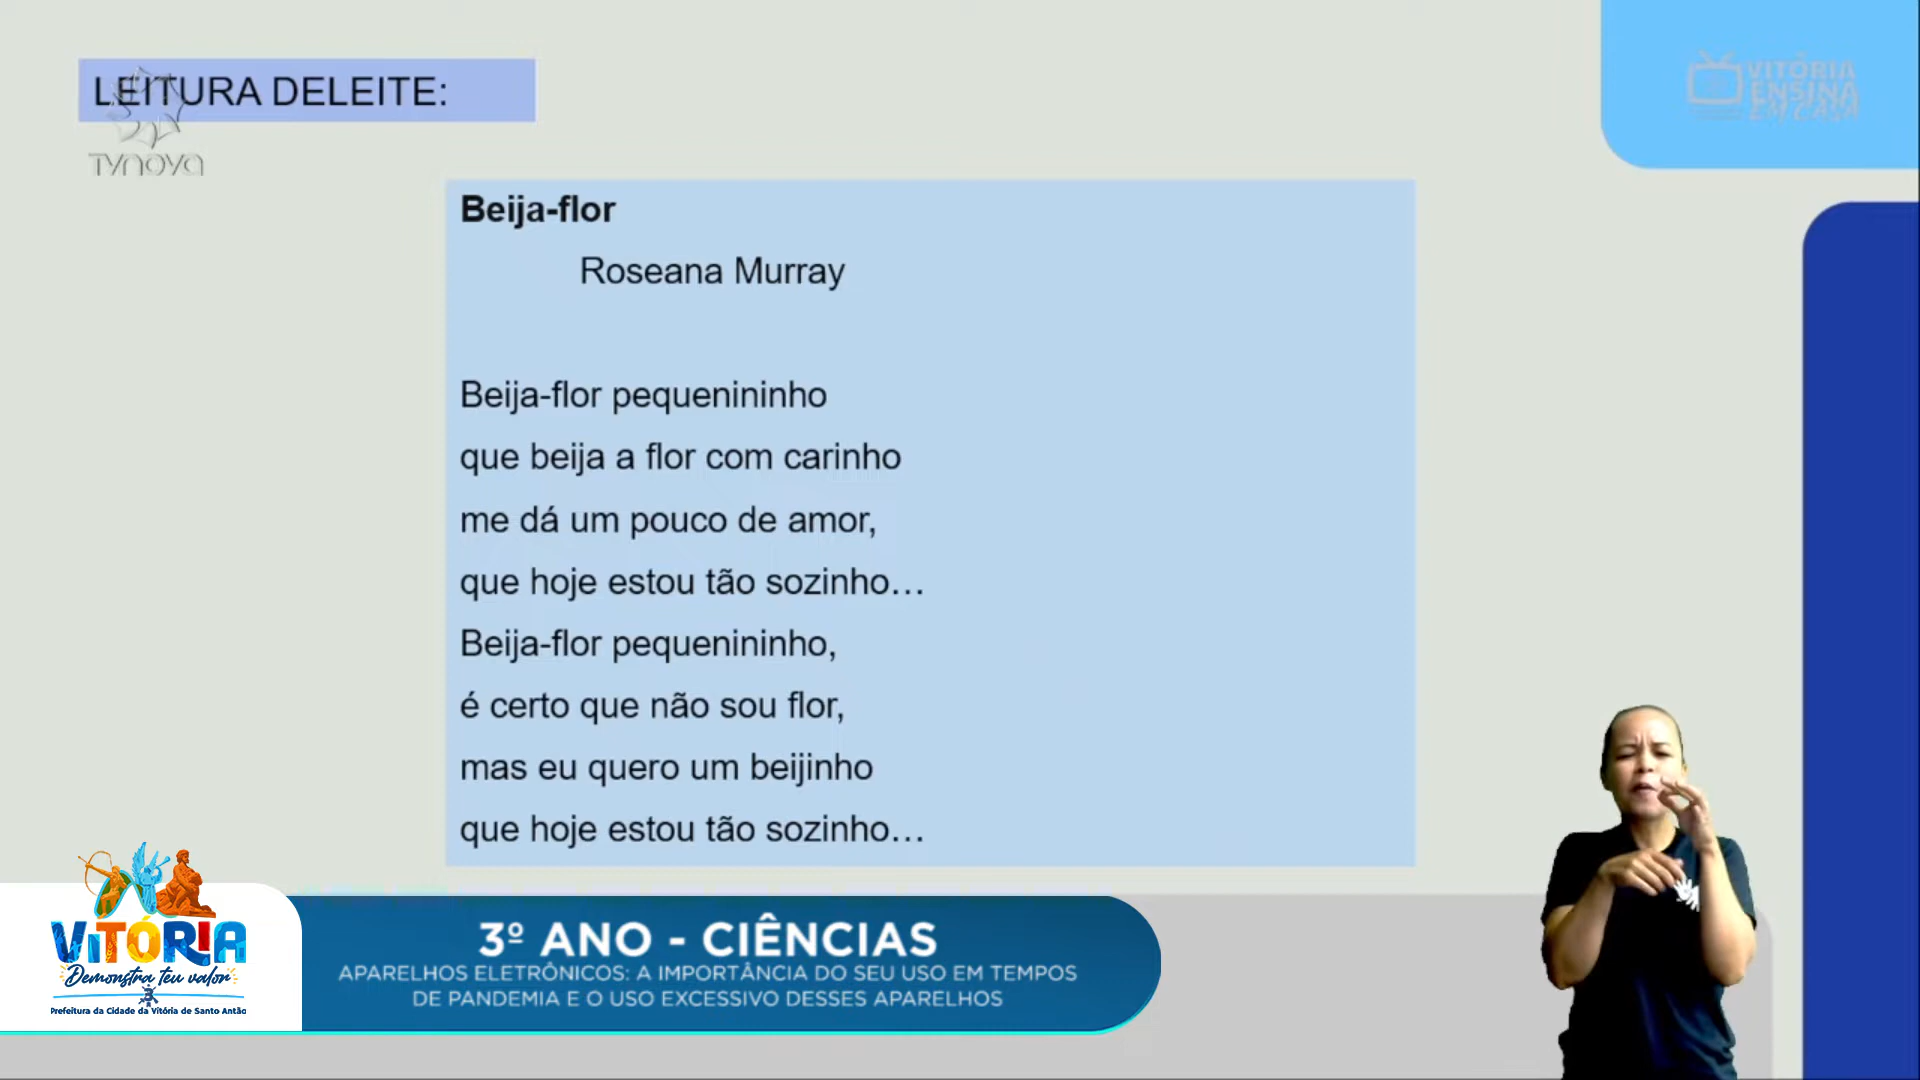 LEITURA DELEITE:
TVNOVA
VITÓRIA
ENSINA
EM CASA
Beija-flor
Roseana Murray
Beija-flor pequenininho
que beija a flor com carinho
me dá um pouco de amor,
que hoje estou tão sozinho…
Beija-flor pequenininho,
é certo que não sou flor,
mas eu quero um beijinho
que hoje estou tão sozinho…
VITÓRIA
Demonstra teu valor
Prefeitura da Cidade da Vitória de Santo Antão
3º ANO - CIÊNCIAS
APARELHOS ELETRÔNICOS: A IMPORTÂNCIA DO SEU USO EM TEMPOS
DE PANDEMIA E O USO EXCESSIVO DESSES APARELHOS